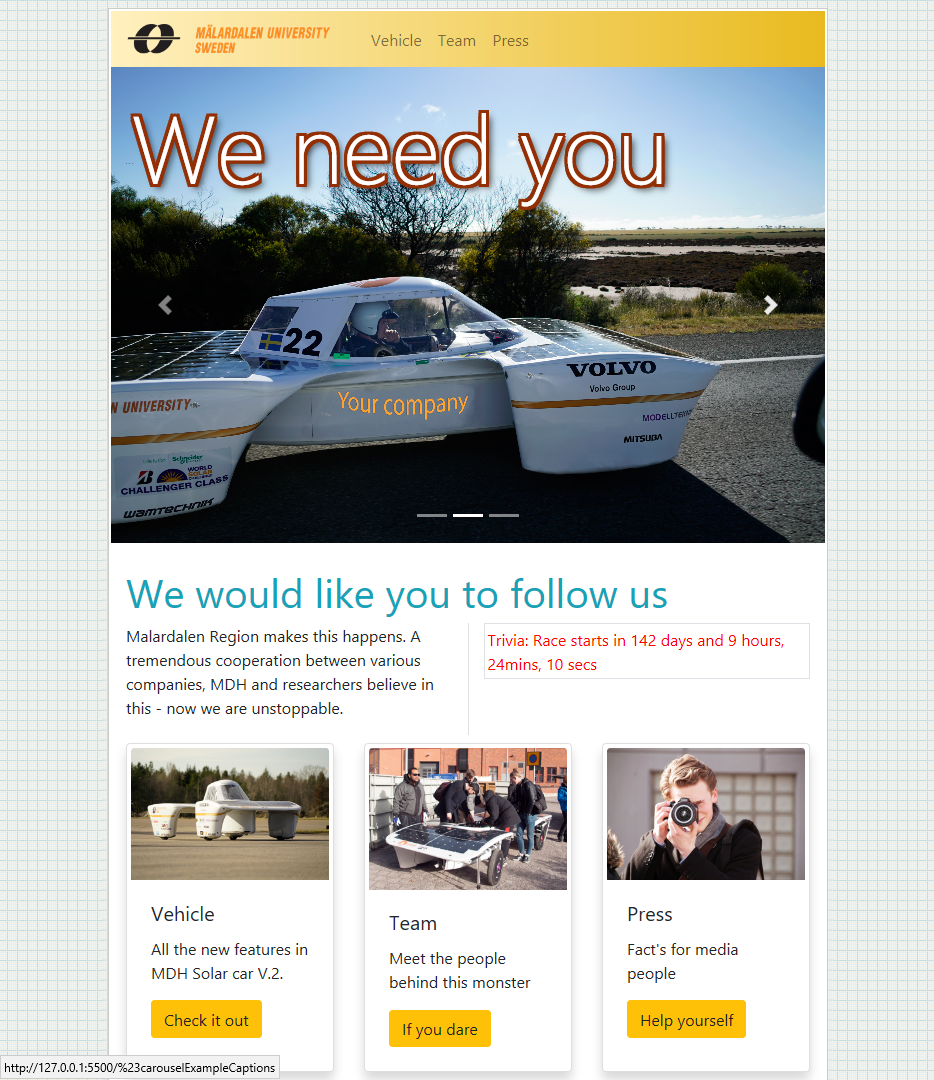 MÄLARDALEN UNIVERSITY
SWEDEN
Vehicle Team Press
We need you
22
VOLVO
Volvo Group
Your company
N UNIVERSITY
MITSUBA
Schneider
WORLD
SOLAR
CHALLENGER CLASS
WAMTECHNIK
We would like you to follow us
Malardalen Region makes this happens. A
tremendous cooperation between various
companies, MDH and researchers believe in
this - now we are unstoppable.
Trivia: Race starts in 142 days and 9 hours,
24mins, 10 secs
Vehicle
All the new features in
MDH Solar car V.2.
Check it out
Team
Meet the people
behind this monster
If you dare
Press
Fact's for media
people
Help yourself
http://127.0.0.1:5500/%23carouselExampleCaptions